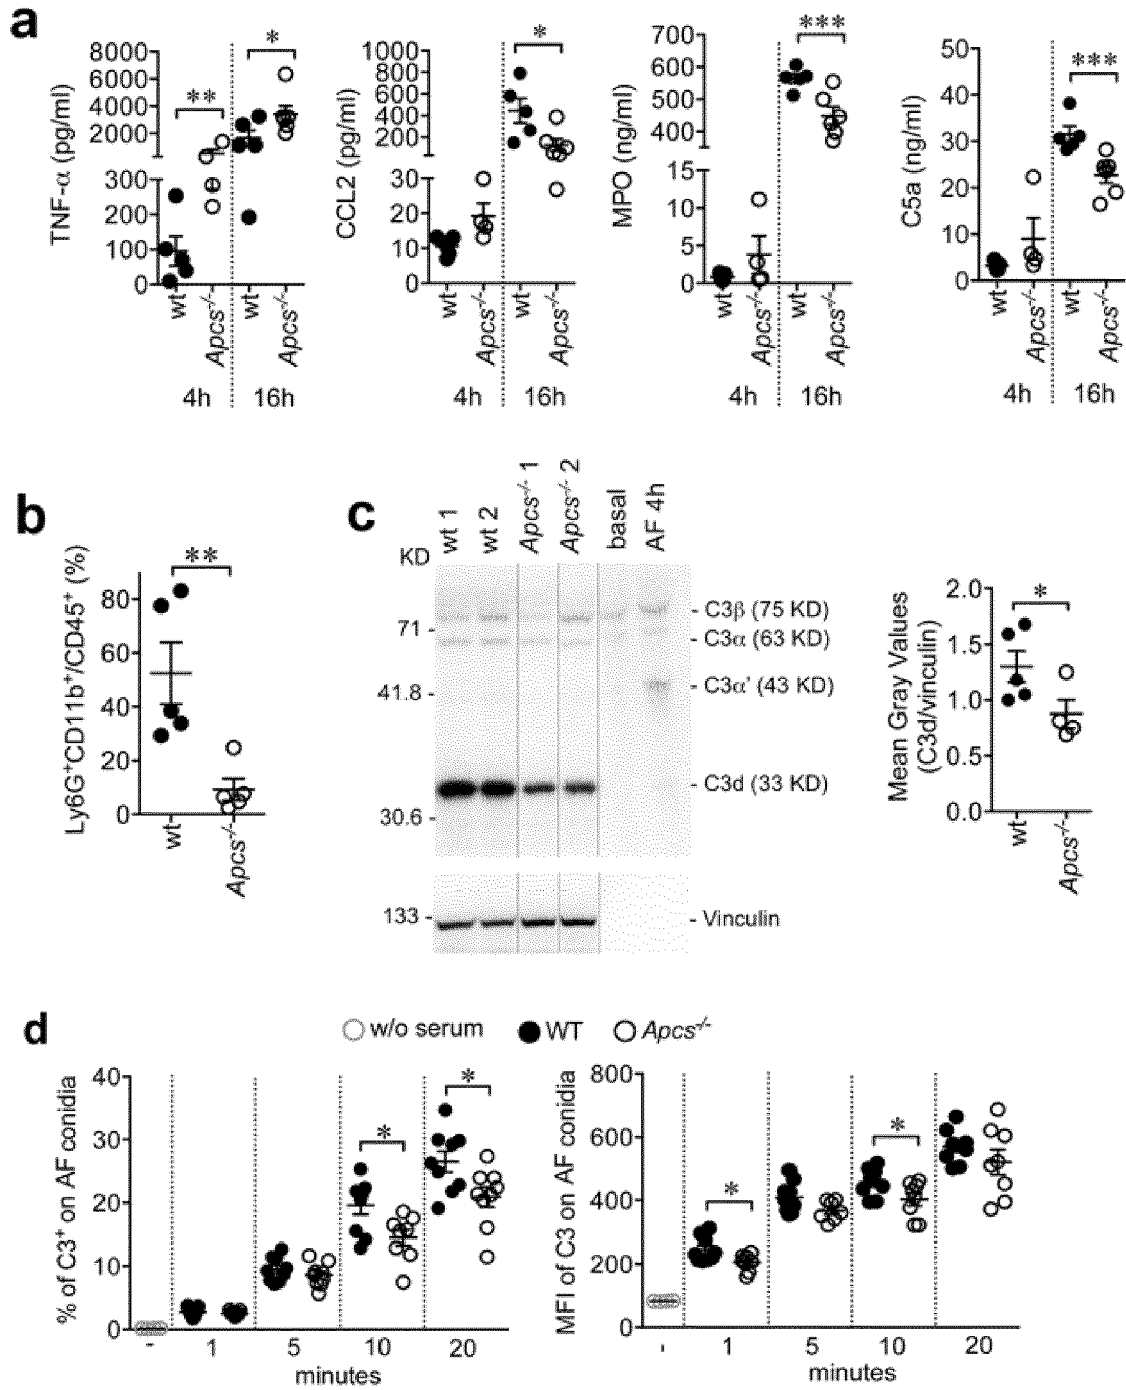 a
TNF-α (pg/ml)
8000
6000
4000
2000
300
200
100
0
**
*
wt
Apcs-/-
wt
Apcs-/-
4h
16h
CCL2 (pg/ml)
1000
800
600
400
200
30
20
10
0
*
wt
Apcs-/-
wt
Apcs-/-
4h
16h
MPO (ng/ml)
700
600
500
400
15
10
5
0
***
wt
Apcs-/-
wt
Apcs-/-
4h
16h
C5a (ng/ml)
50
40
30
20
10
0
***
wt
Apcs-/-
wt
Apcs-/-
4h
16h
b
Ly6G+CD11b+/CD45+ (%)
80
60
40
20
0
**
wt
Apcs-/-
c
KD
wt 1
wt 2
Apcs-/- 1
Apcs-/- 2
basal
AF 4h
71 -
41.8 -
30.6 -
133 -
- C3β (75 KD)
- C3α (63 KD)
- C3α' (43 KD)
- C3d (33 KD)
- Vinculin
Mean Gray Values
(C3d/vinculin)
2.0
1.5
1.0
0.5
0.0
*
wt
Apcs-/-
d
w/o serum WT Apcs-/-
% of C3+ on AF conidia
40
30
20
10
0
*
*
- 1 5 10 20
minutes
MFI of C3 on AF conidia
800
600
400
200
0
*
*
- 1 5 10 20
minutes